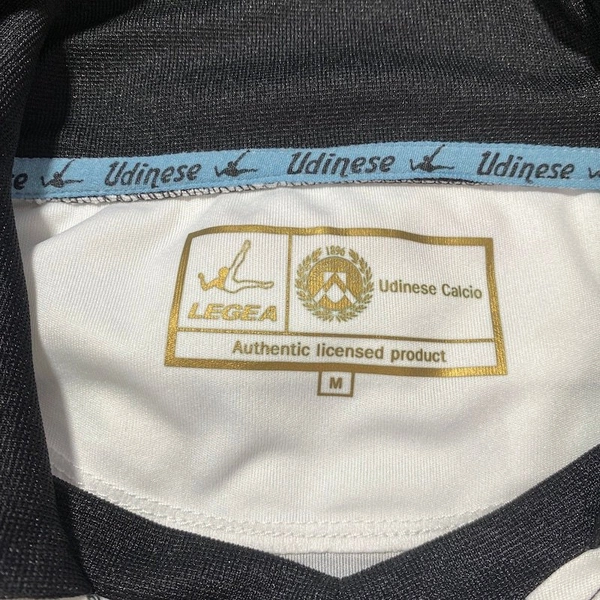 e Udinese Udinese Udinese
1896
LEGEA
Udinese Calcio
Authentic licensed product
M